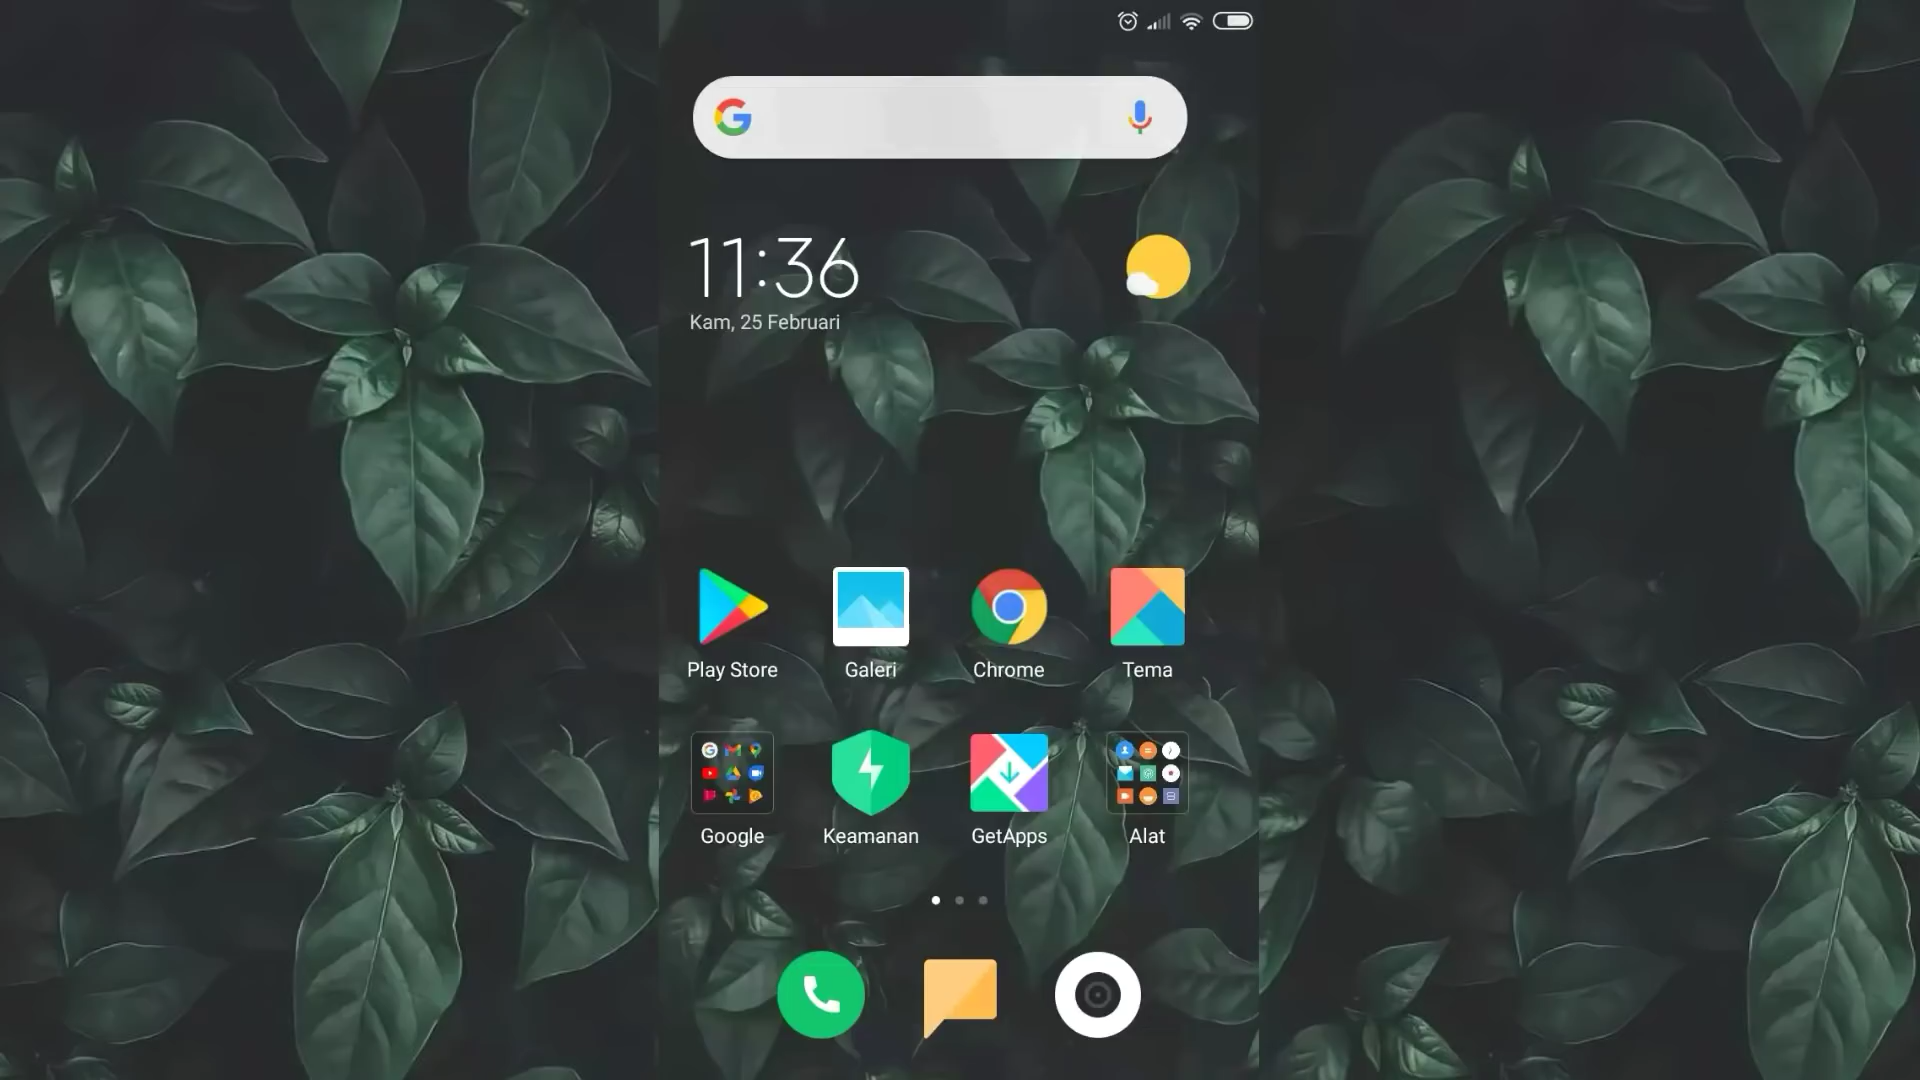 11:36
Kam, 25 Februari
Play Store
Galeri
Chrome
Tema
Google
Keamanan
GetApps
Alat